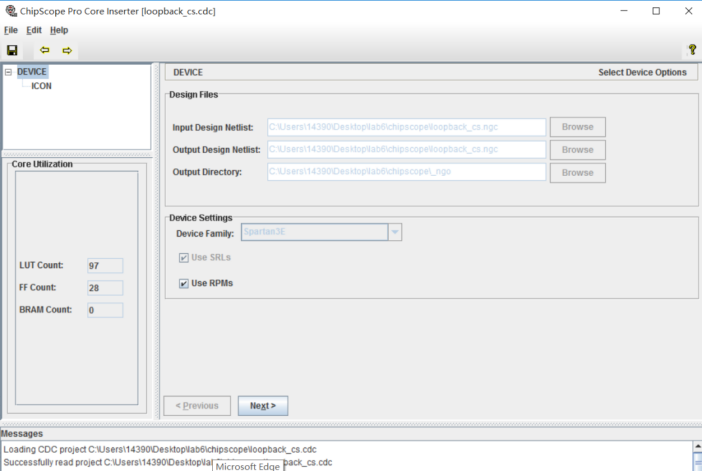 ChipScope Pro Core Inserter [loopback_cs.cdc]
File Edit Help
DEVICE
ICON
DEVICE Select Device Options
Design Files
Input Design Netlist: C:\Users\14390\Desktop\lab6\chipscope\loopback_cs.ngc Browse
Output Design Netlist: C:\Users\14390\Desktop\lab6\chipscope\loopback_cs.ngc Browse
Output Directory: C:\Users\14390\Desktop\lab6\chipscope\_ngo Browse
Core Utilization
LUT Count: 97
FF Count: 28
BRAM Count: 0
Device Settings
Device Family: Spartan3E
Use SRLs
Use RPMs
< Previous Next >
Messages
Loading CDC project C:\Users\14390\Desktop\lab6\chipscope\loopback_cs.cdc
Successfully read project C:\Users\14390\Desktop\la back_cs.cdc
Microsoft Edge